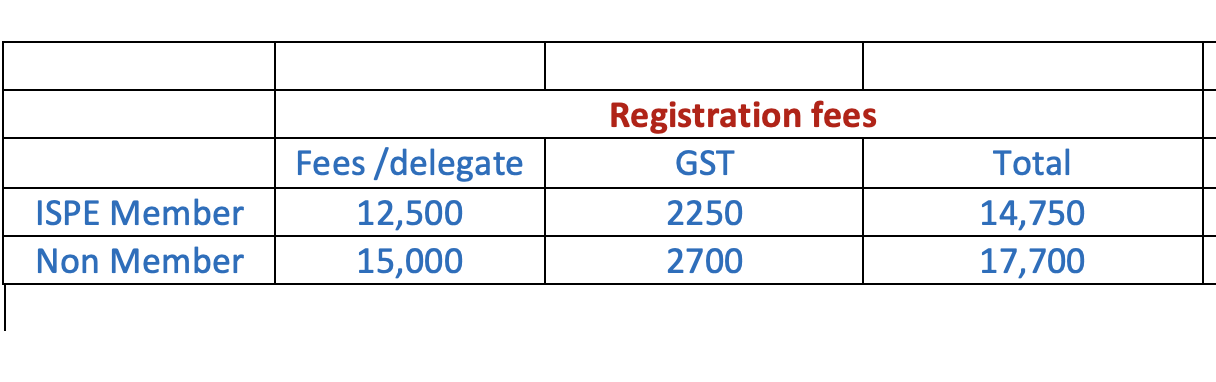 Registration fees
Fees /delegate GST Total
ISPE Member 12,500 2250 14,750
Non Member 15,000 2700 17,700